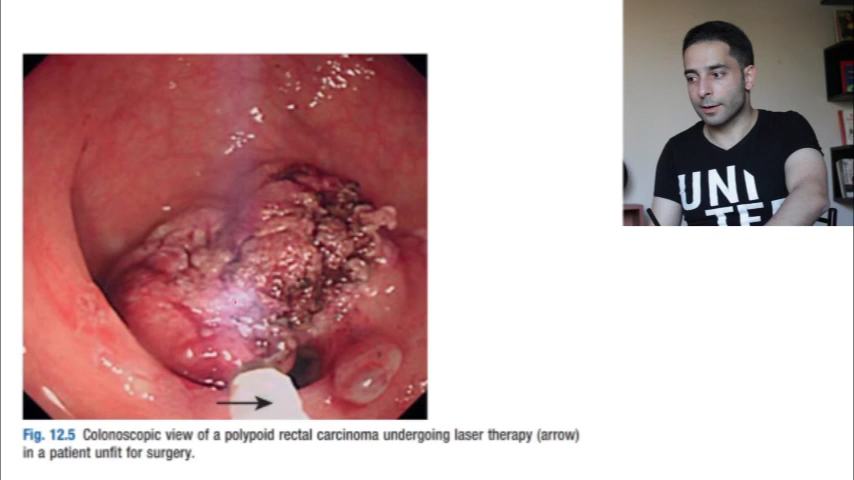 UNI
TE
Fig. 12.5 Colonoscopic view of a polypoid rectal carcinoma undergoing laser therapy (arrow)
in a patient unfit for surgery.